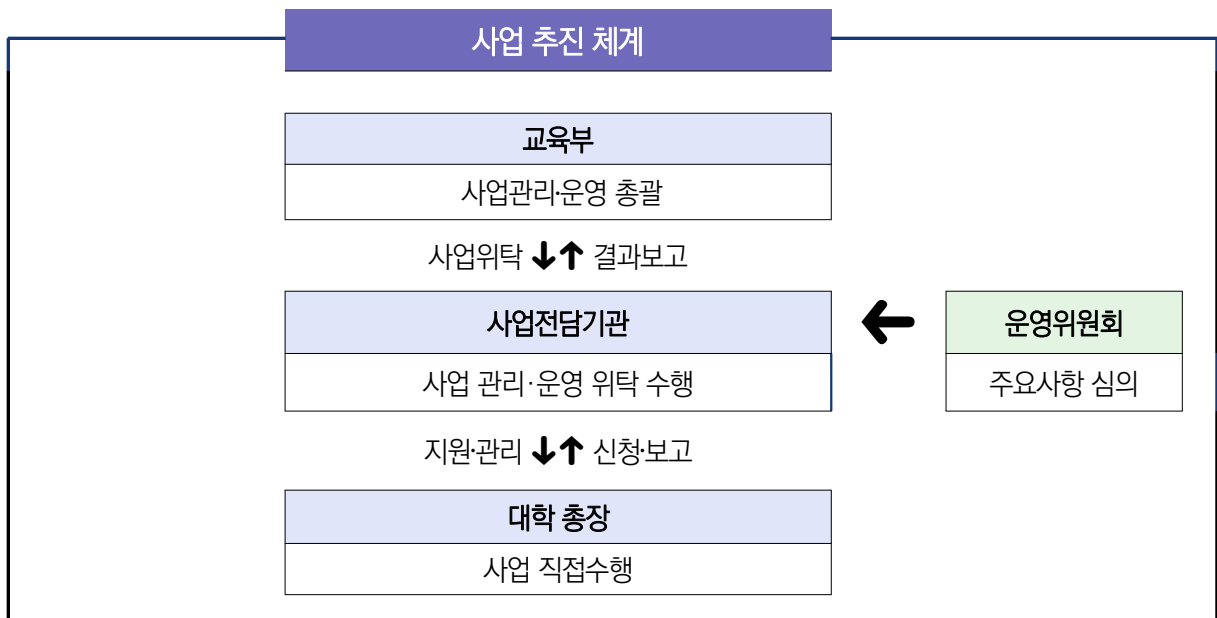 사업 추진 체계
교육부
사업관리·운영 총괄
사업위탁 ↓↑ 결과보고
사업전담기관
사업 관리·운영 위탁 수행
운영위원회
주요사항 심의
지원·관리 ↓↑ 신청·보고
대학 총장
사업 직접수행